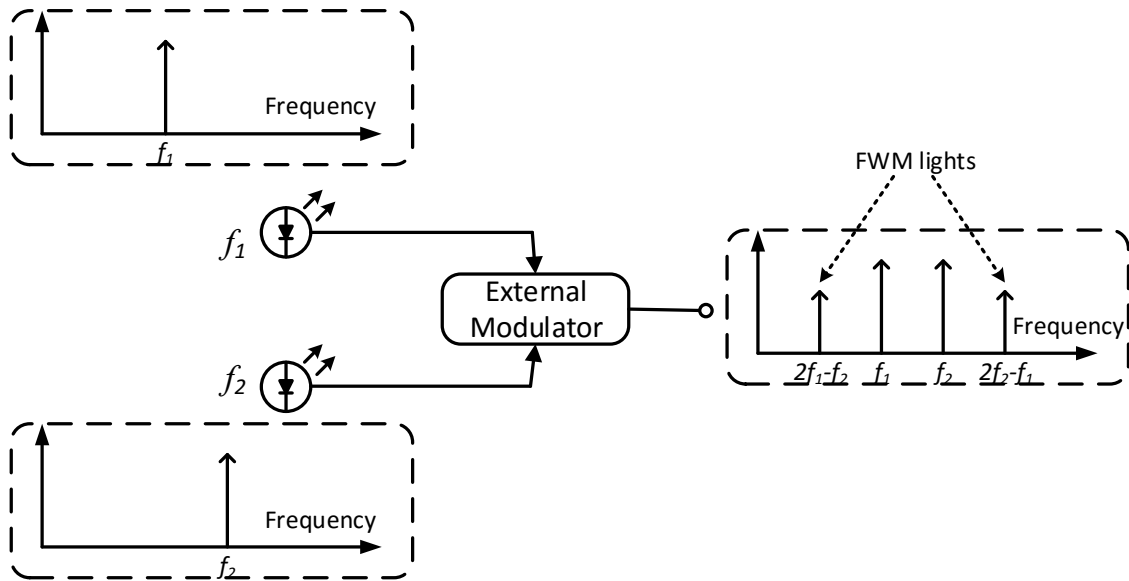 Frequency
f₁
f₁
FWM lights
External
Modulator
Frequency
2f₁-f₂ f₁ f₂ 2f₂-f₁
f₂
Frequency
f₂